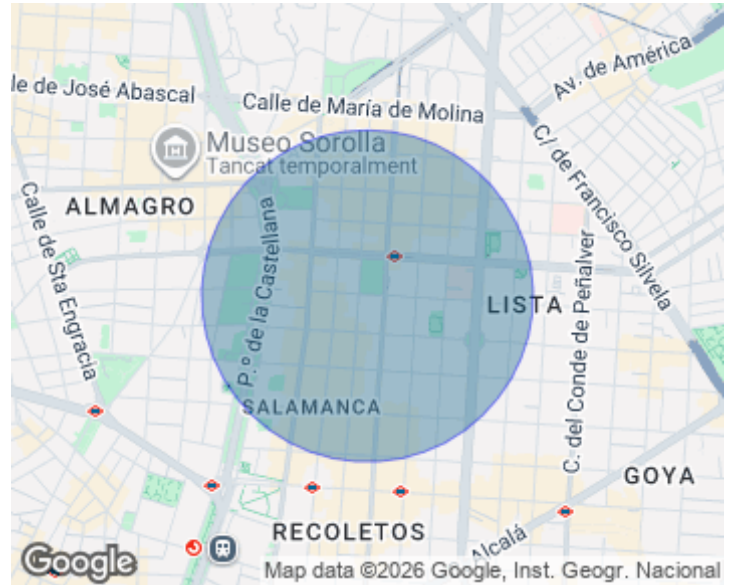 Av. de América
le de José Abascal
Calle de María de Molina
Museo Sorolla
Tancat temporalment
C/ de Francisco Silvela
ALMAGRO
Calle de Sta Engracia
P.º de la Castellana
LISTA
C. del Conde de Peñalver
SALAMANCA
GOYA
RECOLETOS
Alcalá
Google
Map data ©2026 Google, Inst. Geogr. Nacional